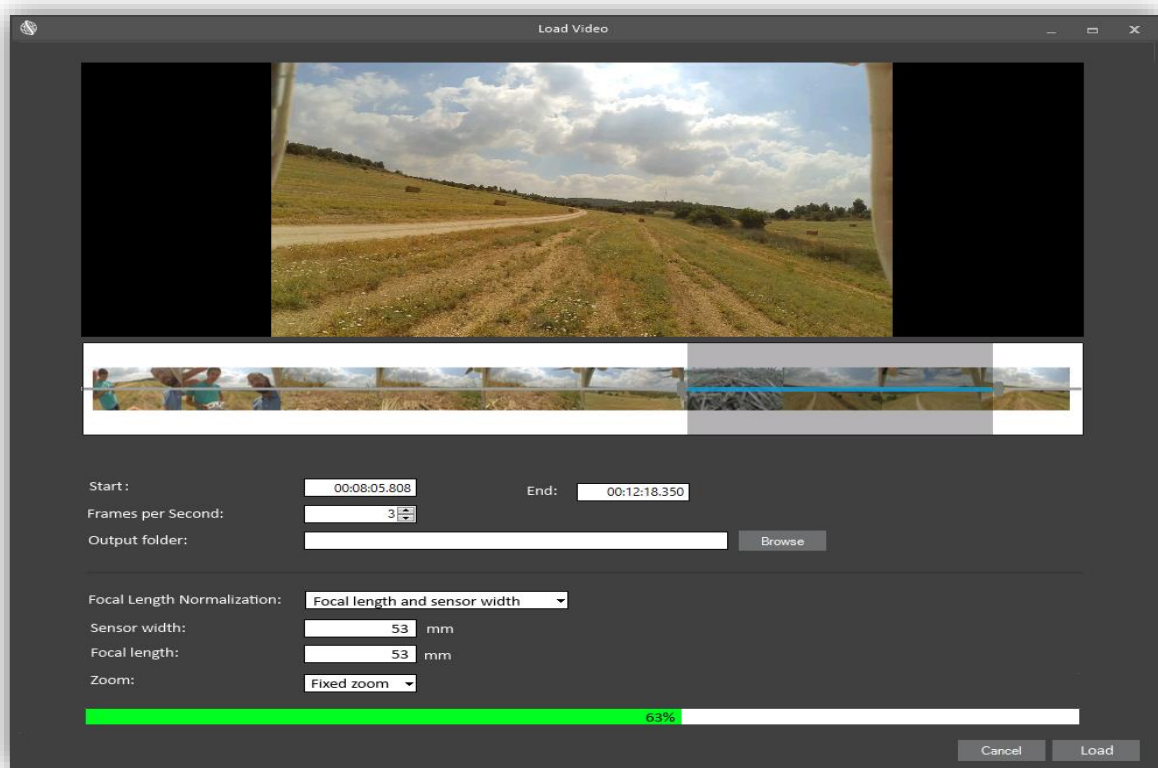 Load Video
Start: 00:08:05.808 End: 00:12:18.350
Frames per Second: 3
Output folder: Browse
Focal Length Normalization: Focal length and sensor width
Sensor width: 53 mm
Focal length: 53 mm
Zoom: Fixed zoom
63%
Cancel Load